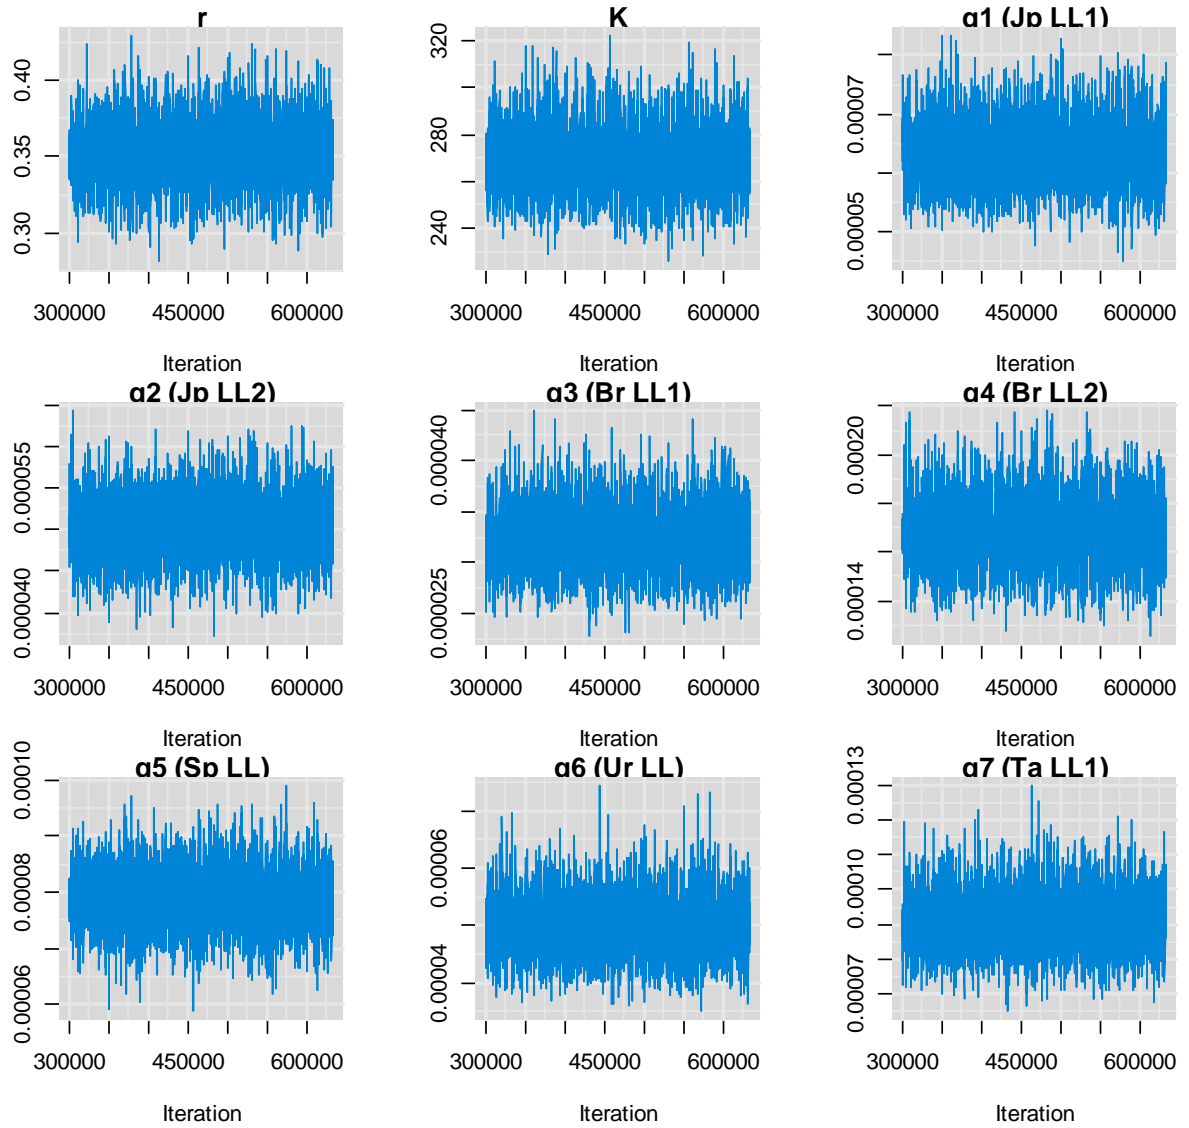 r
0.30 0.35 0.40
300000 450000 600000
Iteration
K
240 280 320
300000 450000 600000
Iteration
q1 (Jp LL1)
0.00005 0.00007
300000 450000 600000
Iteration
q2 (Jp LL2)
0.000040 0.000055
300000 450000 600000
Iteration
q3 (Br LL1)
0.000025 0.000040
300000 450000 600000
Iteration
q4 (Br LL2)
0.00014 0.00020
300000 450000 600000
Iteration
q5 (Sp LL)
0.00006 0.00008 0.00010
300000 450000 600000
Iteration
q6 (Ur LL)
0.00004 0.00006
300000 450000 600000
Iteration
q7 (Ta LL1)
0.00007 0.00010 0.00013
300000 450000 600000
Iteration